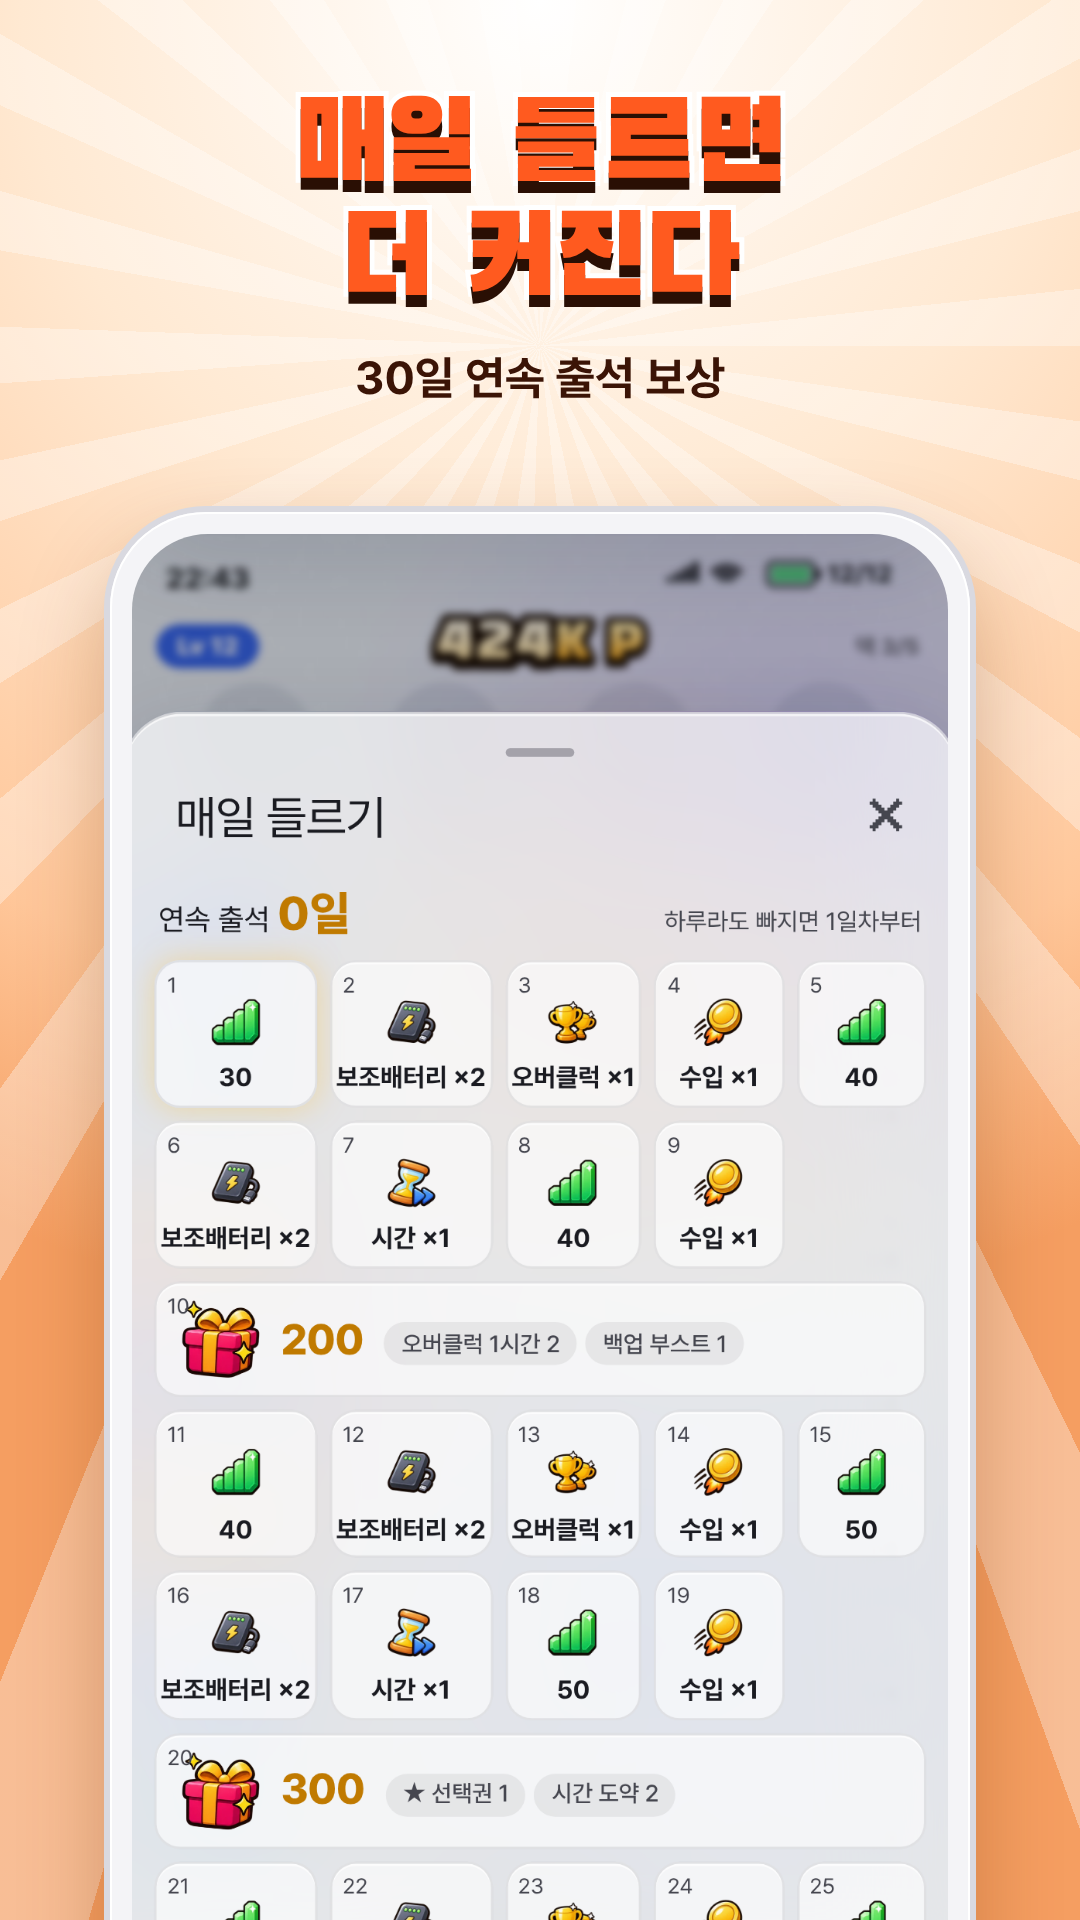 매일 들르면
더 커진다
30일 연속 출석 보상
22:43
12/12
Lv 12
424K P
매일 들르기
연속 출석 0일
하루라도 빠지면 1일차부터
1 2 3 4 5
30 보조배터리 ×2 오버클럭 ×1 수입 ×1 40
6 7 8 9
보조배터리 ×2 시간 ×1 40 수입 ×1
10 200 오버클럭 1시간 2 백업 부스트 1
11 12 13 14 15
40 보조배터리 ×2 오버클럭 ×1 수입 ×1 50
16 17 18 19
보조배터리 ×2 시간 ×1 50 수입 ×1
20 300 ★ 선택권 1 시간 도약 2
21 22 23 24 25